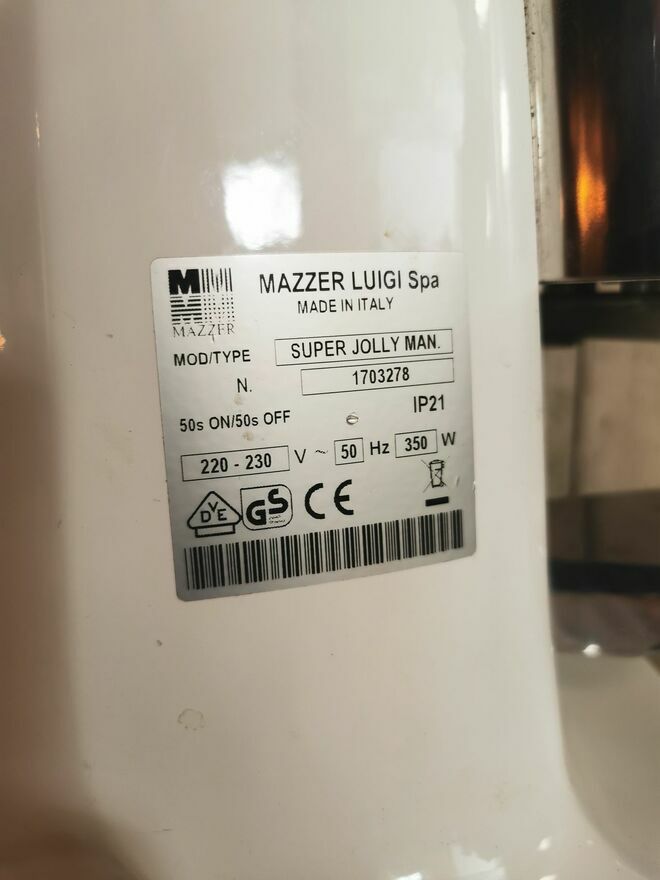 MAZZER LUIGI Spa
MADE IN ITALY
MAZZER
MOD/TYPE SUPER JOLLY MAN.
N. 1703278
50s ON/50s OFF IP21
220 - 230 V ~ 50 Hz 350 W
DVE GS CE